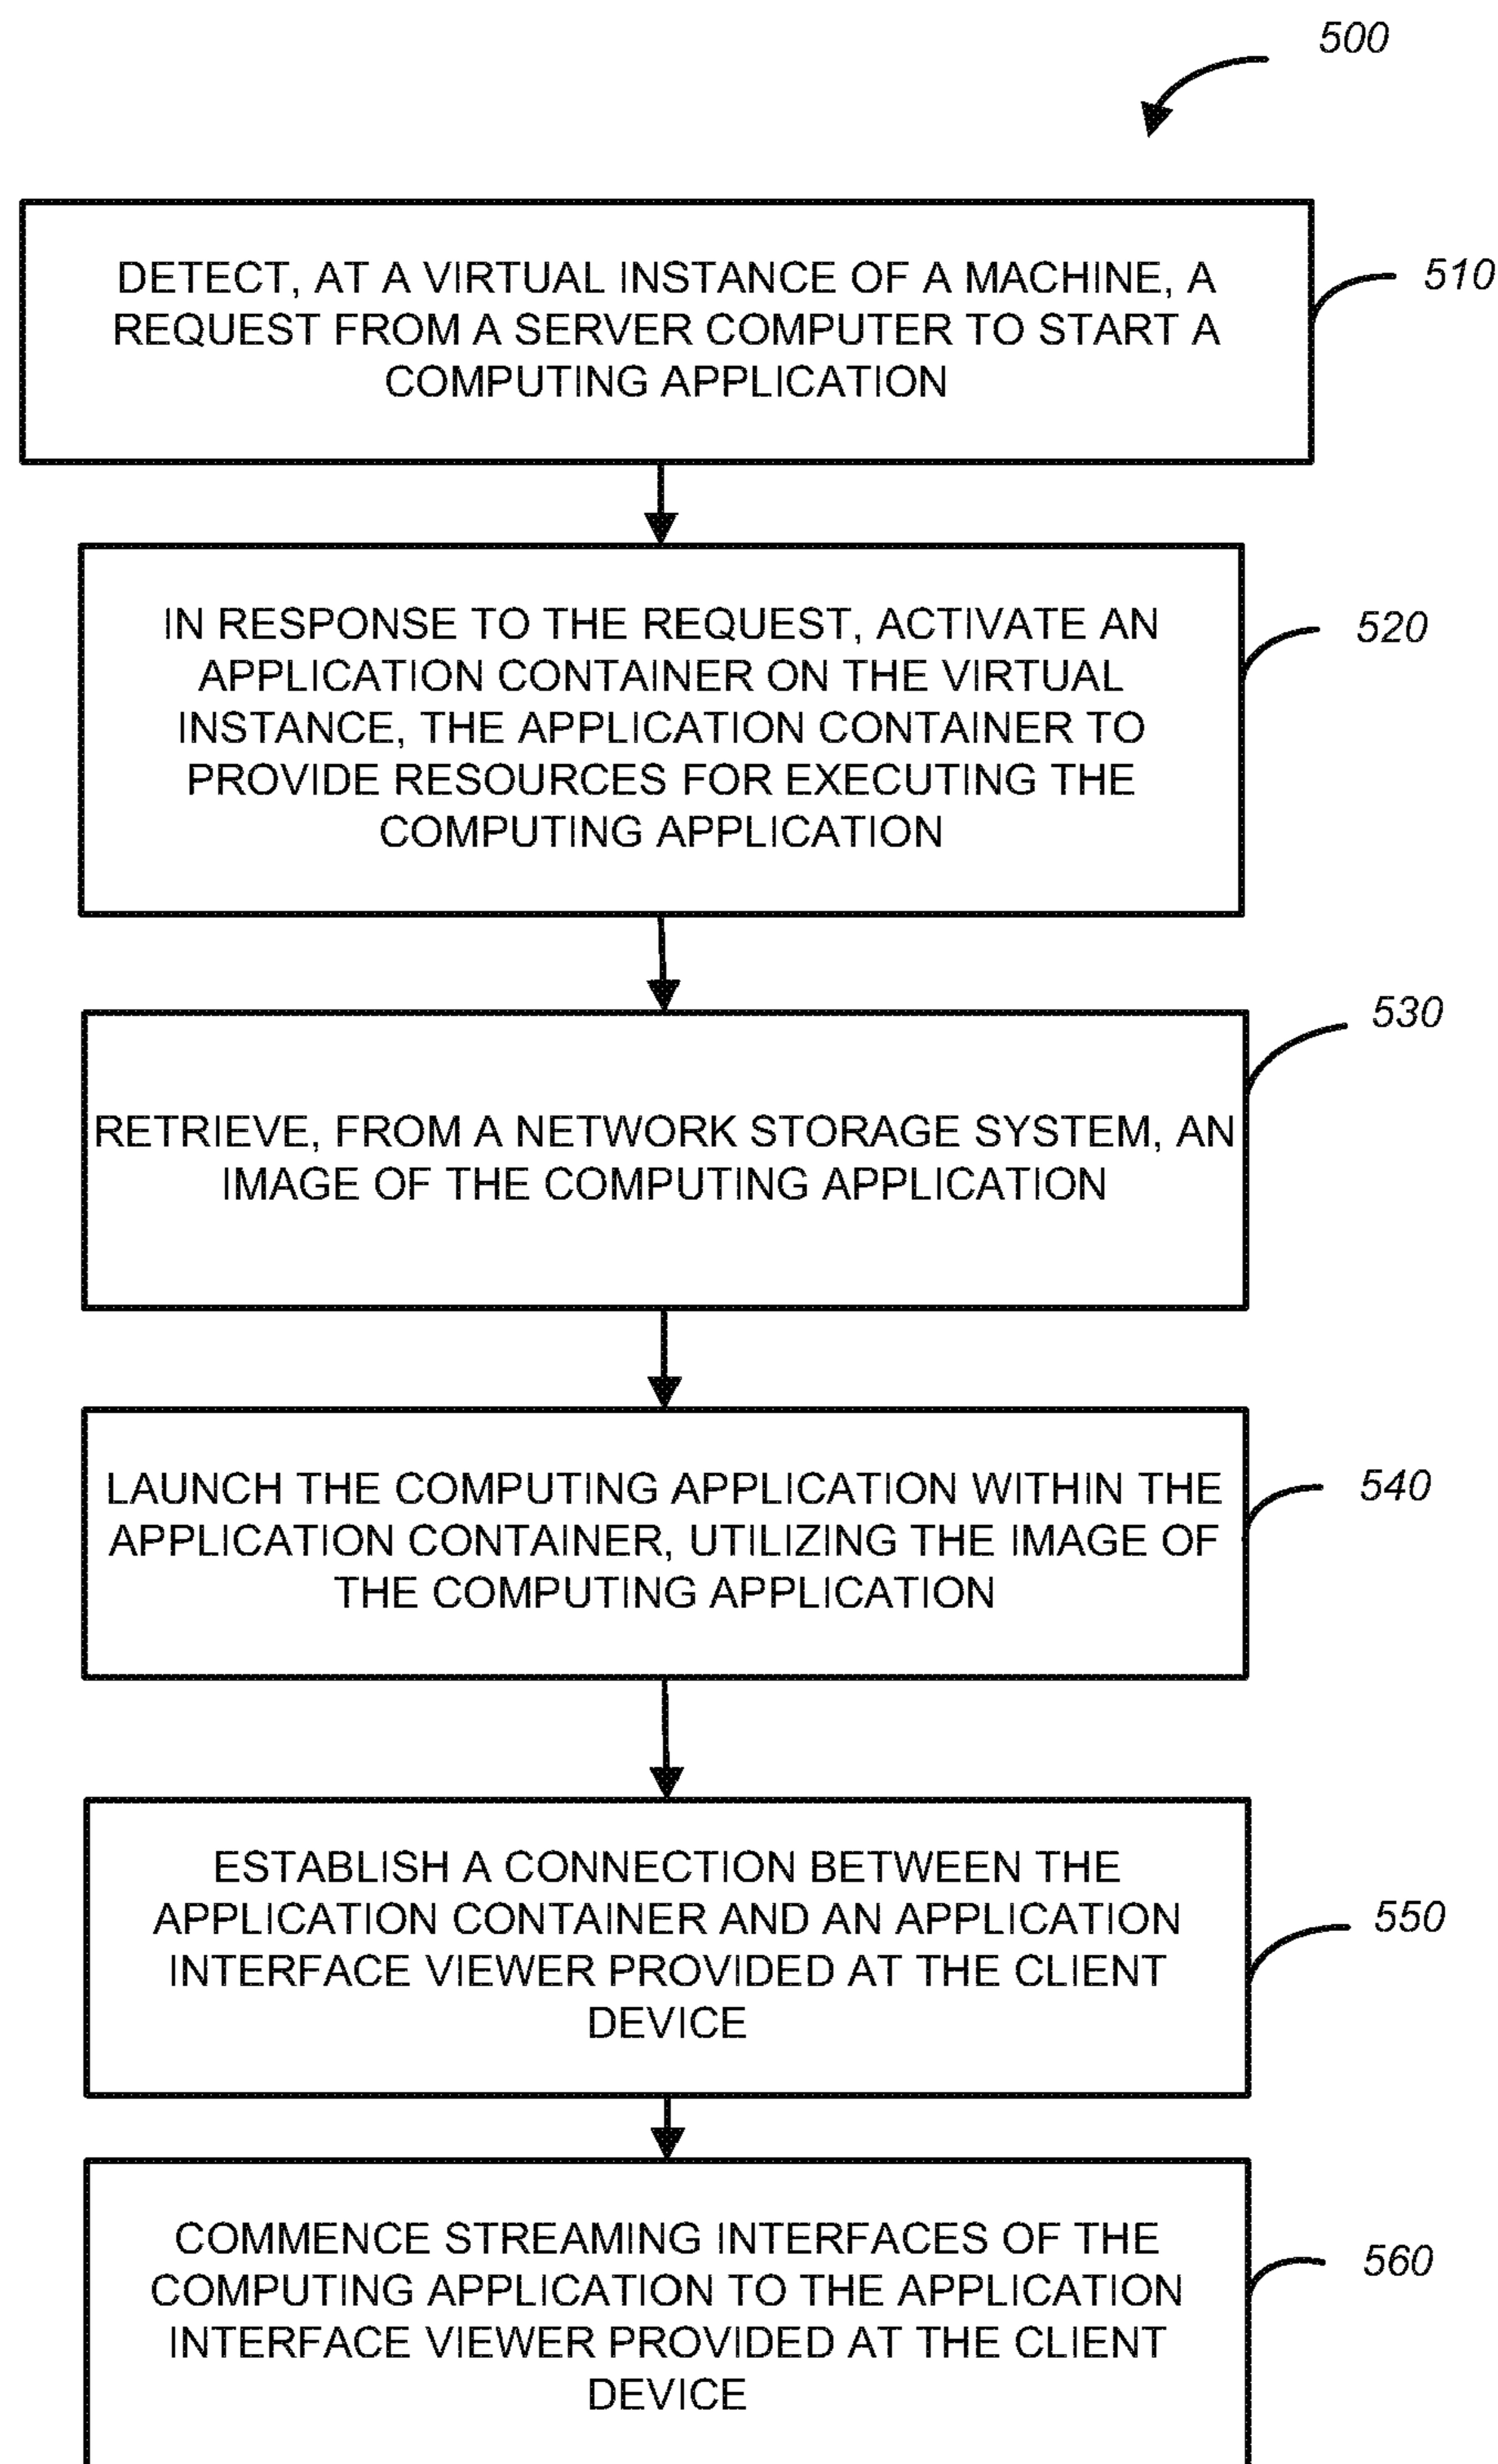 500
DETECT, AT A VIRTUAL INSTANCE OF A MACHINE, A
REQUEST FROM A SERVER COMPUTER TO START A
COMPUTING APPLICATION
510
IN RESPONSE TO THE REQUEST, ACTIVATE AN
APPLICATION CONTAINER ON THE VIRTUAL
INSTANCE, THE APPLICATION CONTAINER TO
PROVIDE RESOURCES FOR EXECUTING THE
COMPUTING APPLICATION
520
RETRIEVE, FROM A NETWORK STORAGE SYSTEM, AN
IMAGE OF THE COMPUTING APPLICATION
530
LAUNCH THE COMPUTING APPLICATION WITHIN THE
APPLICATION CONTAINER, UTILIZING THE IMAGE OF
THE COMPUTING APPLICATION
540
ESTABLISH A CONNECTION BETWEEN THE
APPLICATION CONTAINER AND AN APPLICATION
INTERFACE VIEWER PROVIDED AT THE CLIENT
DEVICE
550
COMMENCE STREAMING INTERFACES OF THE
COMPUTING APPLICATION TO THE APPLICATION
INTERFACE VIEWER PROVIDED AT THE CLIENT
DEVICE
560